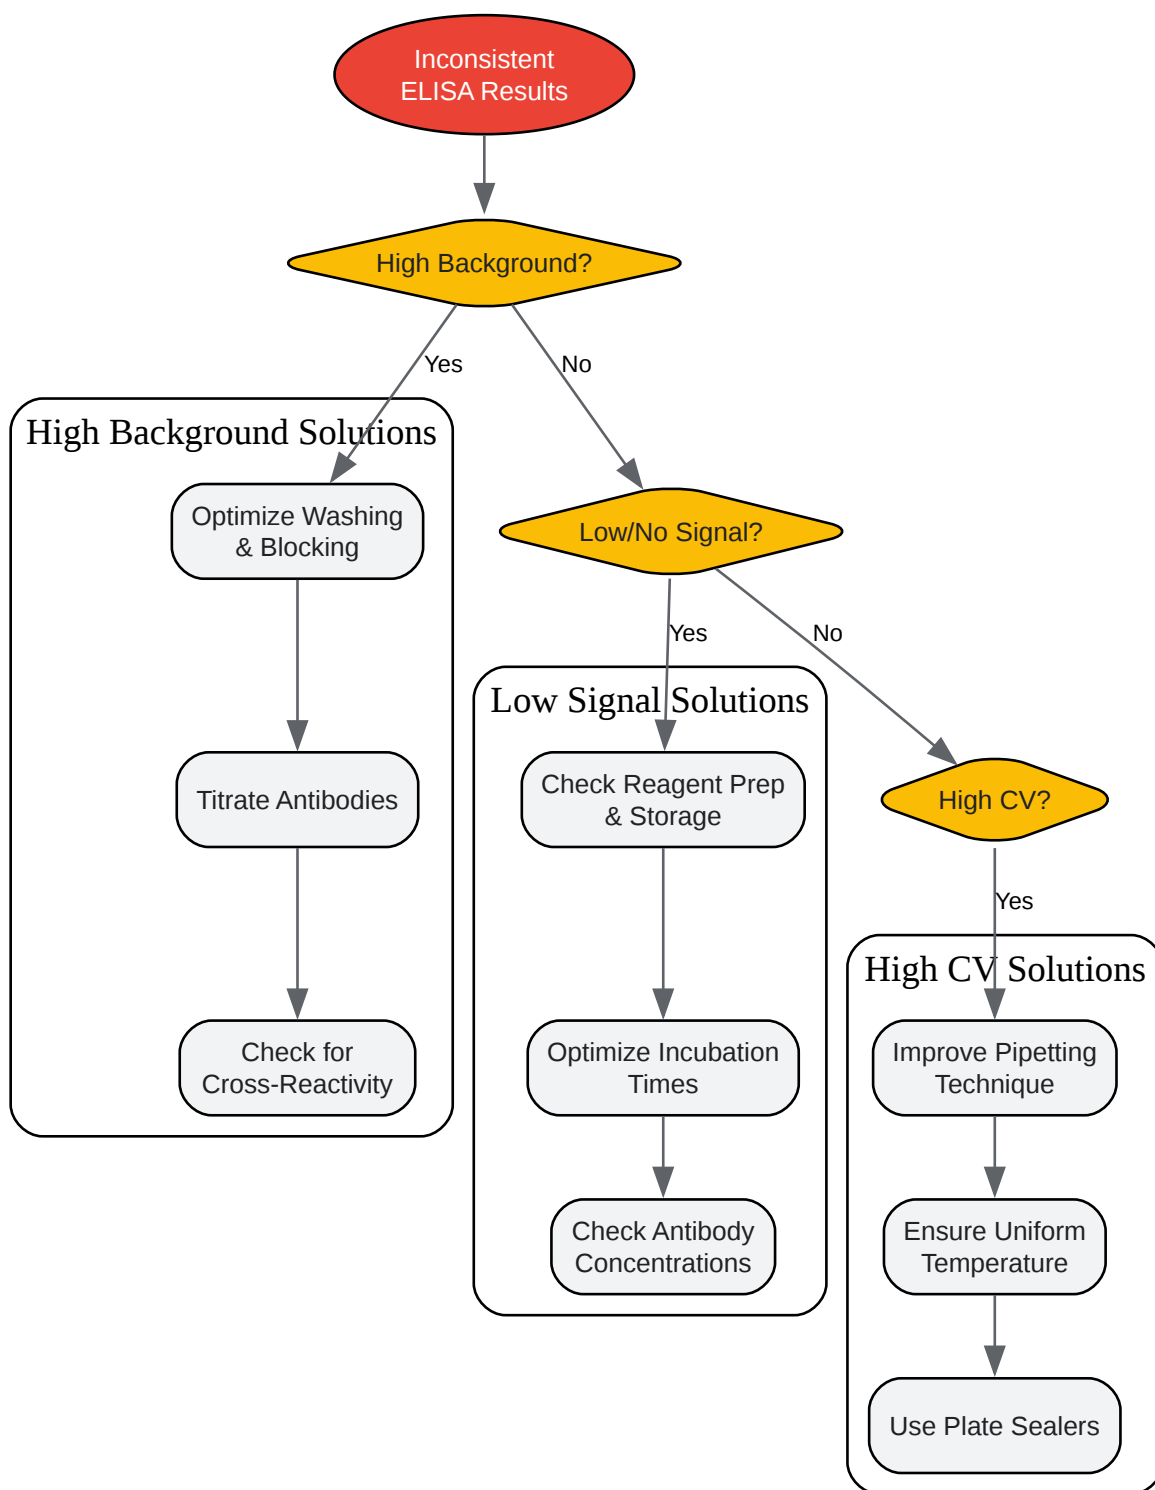 Inconsistent
ELISA Results
High Background?
Yes
No
High Background Solutions
Optimize Washing
& Blocking
Titrate Antibodies
Check for
Cross-Reactivity
Low/No Signal?
Yes
No
Low Signal Solutions
Check Reagent Prep
& Storage
Optimize Incubation
Times
Check Antibody
Concentrations
High CV?
Yes
High CV Solutions
Improve Pipetting
Technique
Ensure Uniform
Temperature
Use Plate Sealers